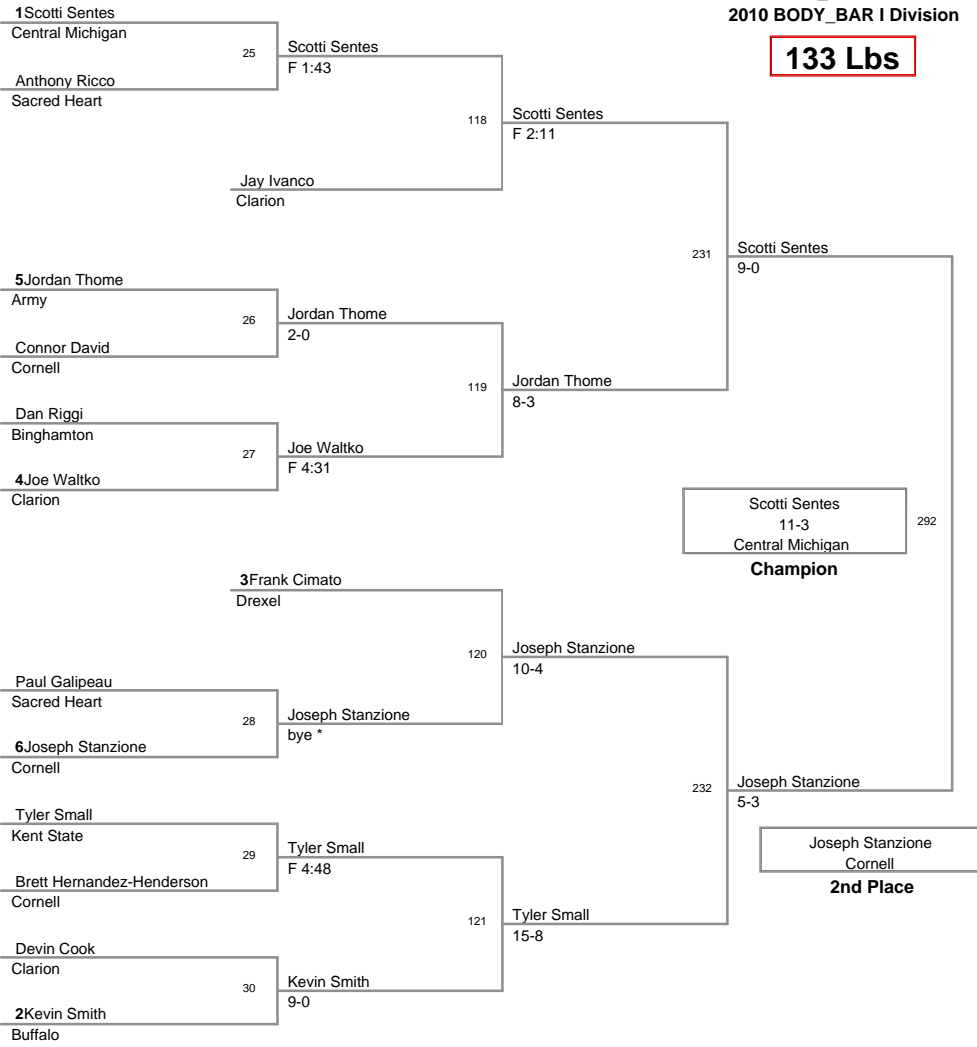 2010 BODY_BAR I Division
133 Lbs
1Scotti Sentes
Central Michigan
25
Anthony Ricco
Sacred Heart
Scotti Sentes
F 1:43
118
Jay Ivanco
Clarion
Scotti Sentes
F 2:11
5Jordan Thome
Army
26
Connor David
Cornell
Jordan Thome
2-0
119
Dan Riggi
Binghamton
27
4Joe Waltko
Clarion
Joe Waltko
F 4:31
Jordan Thome
8-3
231
Scotti Sentes
9-0
Scotti Sentes
11-3
Central Michigan
Champion
292
3Frank Cimato
Drexel
120
Paul Galipeau
Sacred Heart
28
6Joseph Stanzione
Cornell
Joseph Stanzione
bye *
Joseph Stanzione
10-4
232
Joseph Stanzione
5-3
Tyler Small
Kent State
29
Brett Hernandez-Henderson
Cornell
Tyler Small
F 4:48
121
Tyler Small
15-8
Devin Cook
Clarion
30
2Kevin Smith
Buffalo
Kevin Smith
9-0
Joseph Stanzione
Cornell
2nd Place